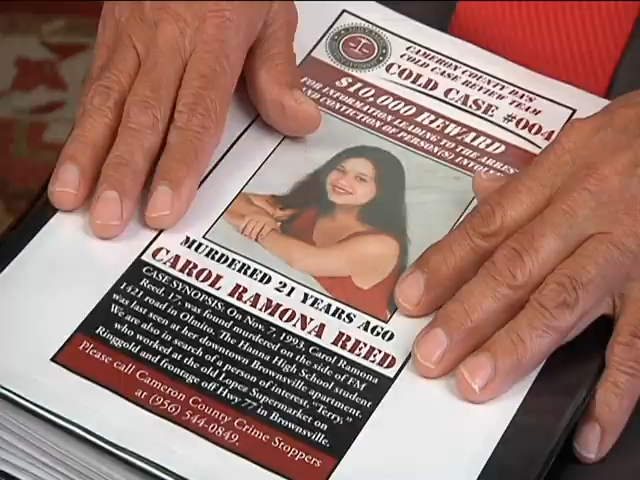 CAMERON COUNTY DA'S
COLD CASE REVIEW TEAM
COLD CASE #004
$10,000 REWARD
FOR INFORMATION LEADING TO THE ARREST
AND CONVICTION OF PERSON(S)
MURDERED 21 YEARS AGO
CAROL RAMONA REED
CASE SYNOPSIS: On Nov. 7, 1993, Carol Ramona
Reed, 17, was found murdered on the side of FM
1421 road in Olmito. The Hanna High School student
was last seen at her downtown Brownsville apartment.
We are also in search of a person of interest, "Terry,"
who worked at the old Lopez Supermarket on
Ringgold and frontage off Hwy 77 in Brownsville.
Please call Cameron County Crime Stoppers
at (956) 544-0849.